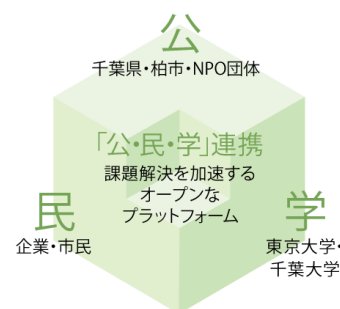 公
千葉県・柏市・NPO団体
「公・民・学」連携
課題解決を加速する
オープンな
プラットフォーム
民
企業・市民
学
東京大学・
千葉大学